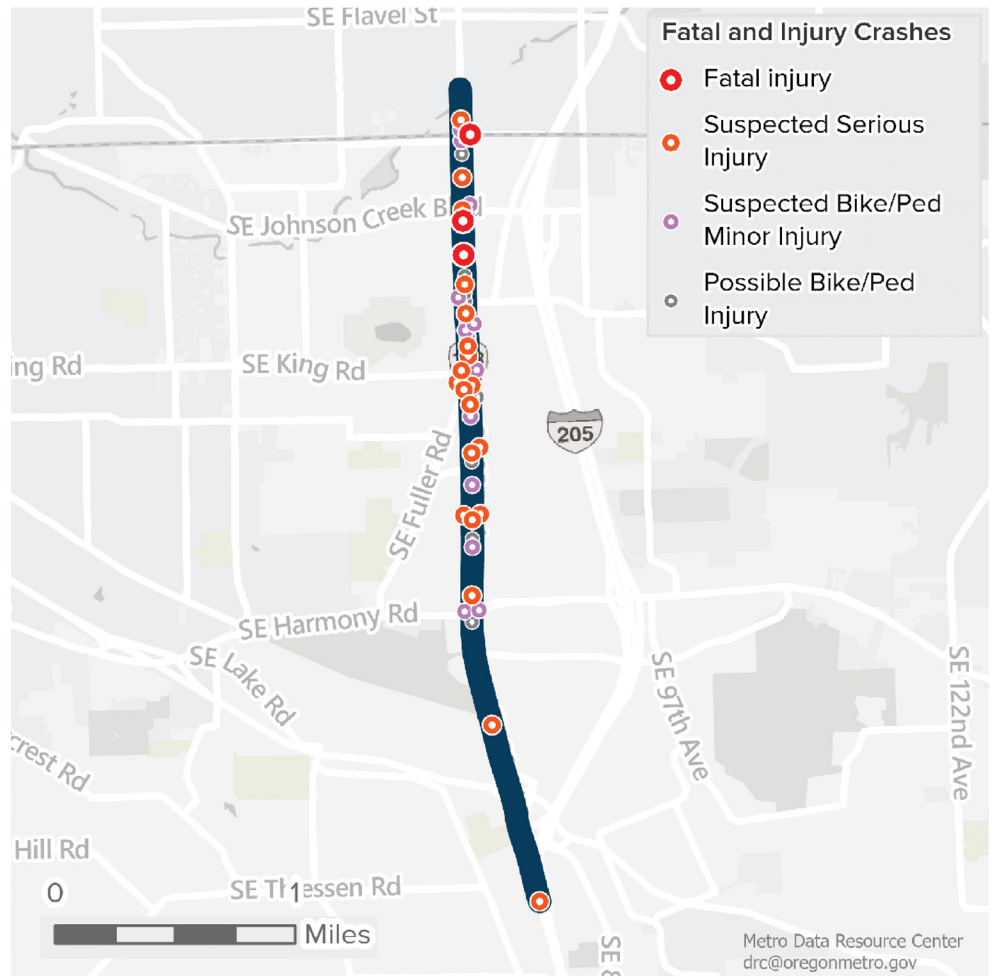 SE Flavel St
Fatal and Injury Crashes
Fatal injury
Suspected Serious
Injury
Suspected Bike/Ped
Minor Injury
Possible Bike/Ped
Injury
SE Johnson Creek Blvd
ing Rd
SE King Rd
205
SE Fuller Rd
SE Harmony Rd
SE Lake Rd
SE 97th Ave
SE 122nd Ave
crest Rd
Hill Rd
0
1
SE Thiessen Rd
Miles
SE 8
Metro Data Resource Center
drc@oregonmetro.gov